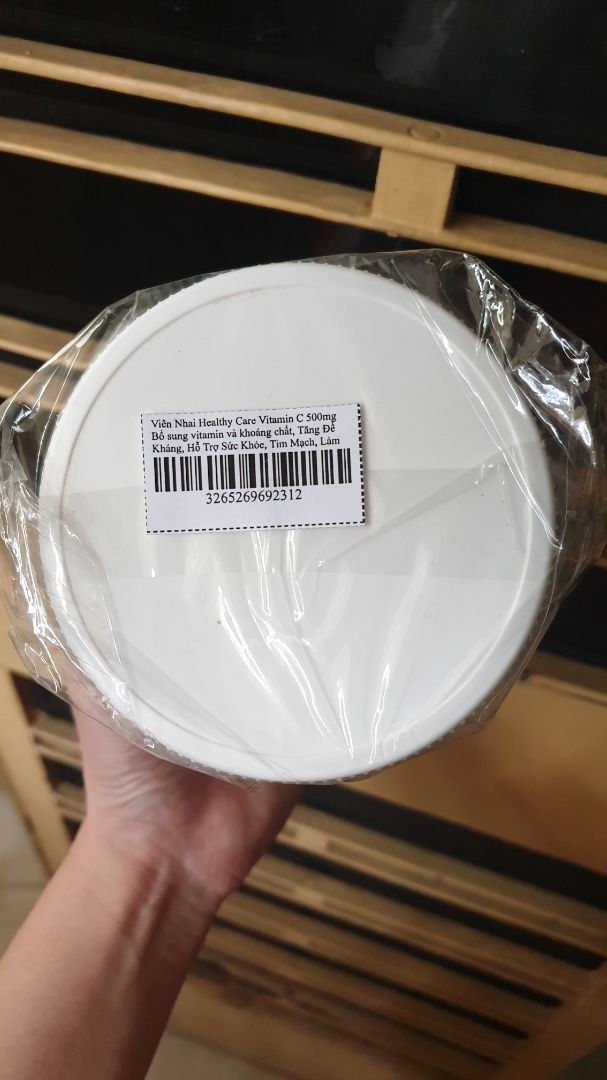 Viên Nhai Healthy Care Vitamin C 500mg
Bổ sung vitamin và khoáng chất, Tăng Đề
Kháng, Hỗ Trợ Sức Khỏe, Tim Mạch, Làm
3265269692312